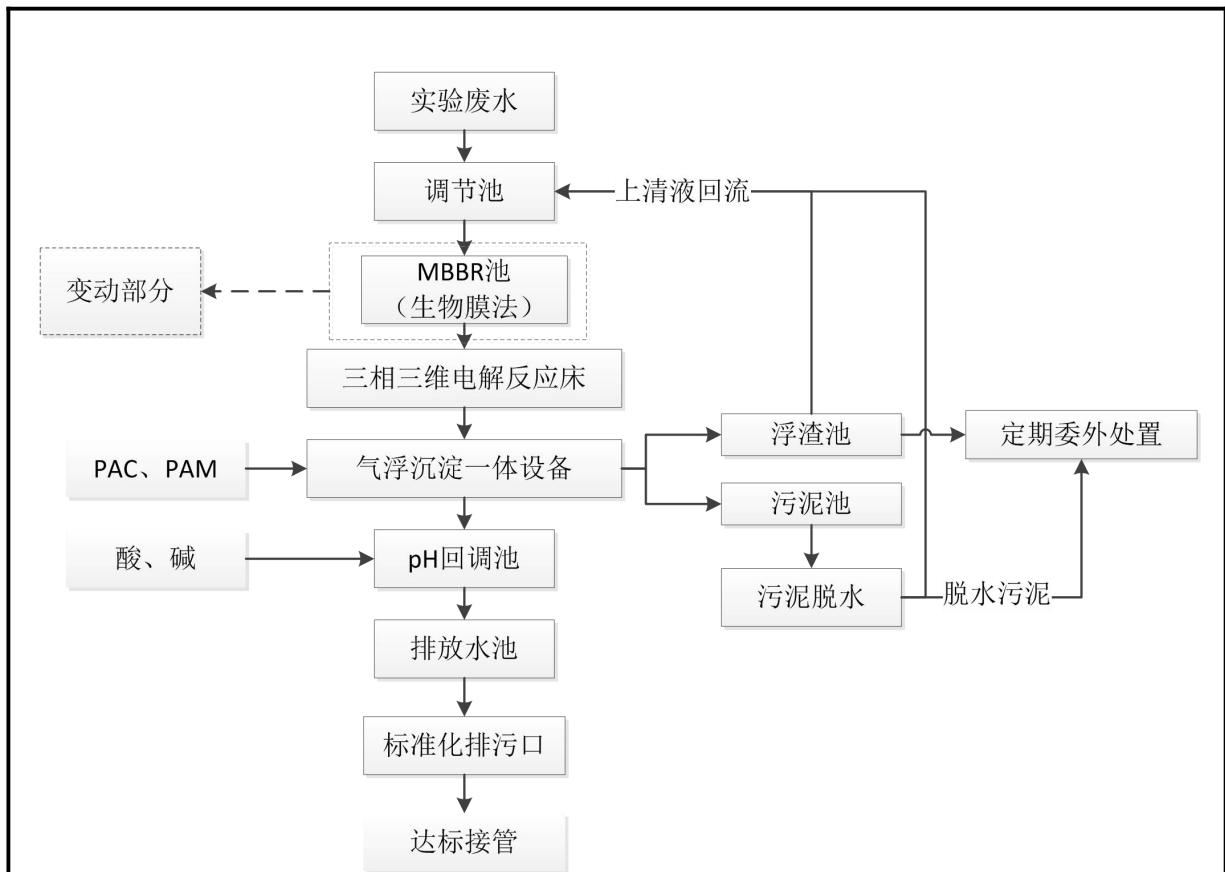 实验废水
调节池
上清液回流
变动部分
MBBR池
（生物膜法）
三相三维电解反应床
浮渣池
定期委外处置
PAC、PAM
气浮沉淀一体设备
污泥池
酸、碱
pH回调池
污泥脱水
脱水污泥
排放水池
标准化排污口
达标接管